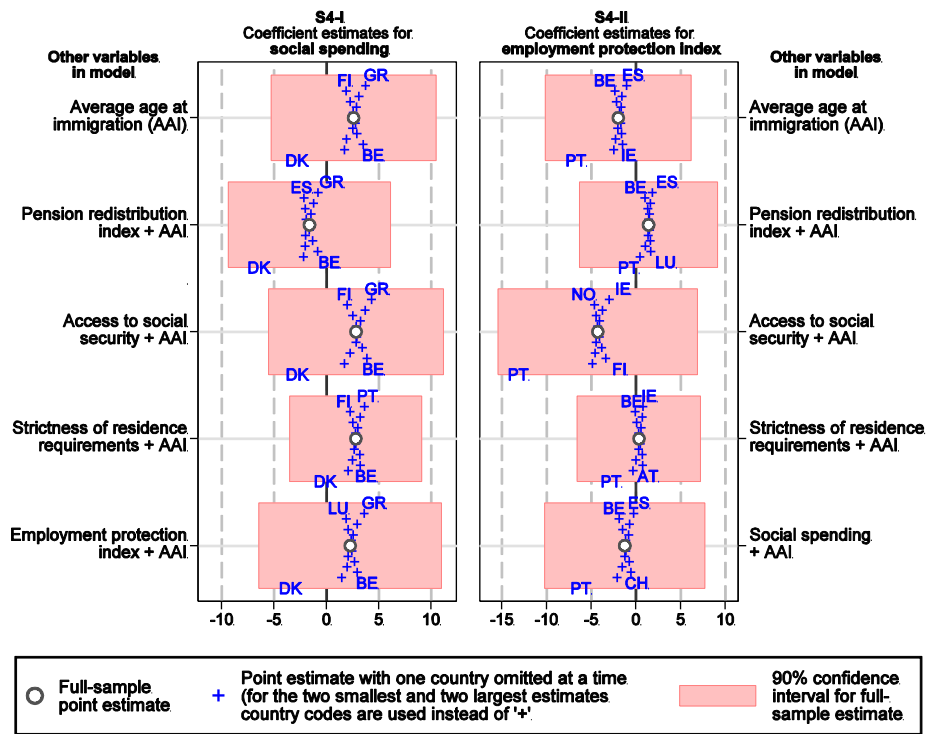 S4-I
Coefficient estimates for
social spending
S4-II
Coefficient estimates for
employment protection index
Other variables
in model
Other variables
in model
Average age at
immigration (AAI)
FI
GR
DK
BE
BE
ES
PT
IE
Average age at
immigration (AAI)
Pension redistribution
index + AAI
ES
GR
DK
BE
BE
ES
PT
LU
Pension redistribution
index + AAI
Access to social
security + AAI
FI
GR
DK
BE
NO
IE
PT
FI
Access to social
security + AAI
Strictness of residence
requirements + AAI
FI
PT
DK
BE
BE
IE
PT
AT
Strictness of residence
requirements + AAI
Employment protection
index + AAI
LU
GR
DK
BE
BE
ES
PT
CH
Social spending
+ AAI
-10 -5 0 5 10
-15 -10 -5 0 5 10
Full-sample
point estimate
Point estimate with one country omitted at a time
(for the two smallest and two largest estimates
country codes are used instead of '+'
90% confidence
interval for full-
sample estimate